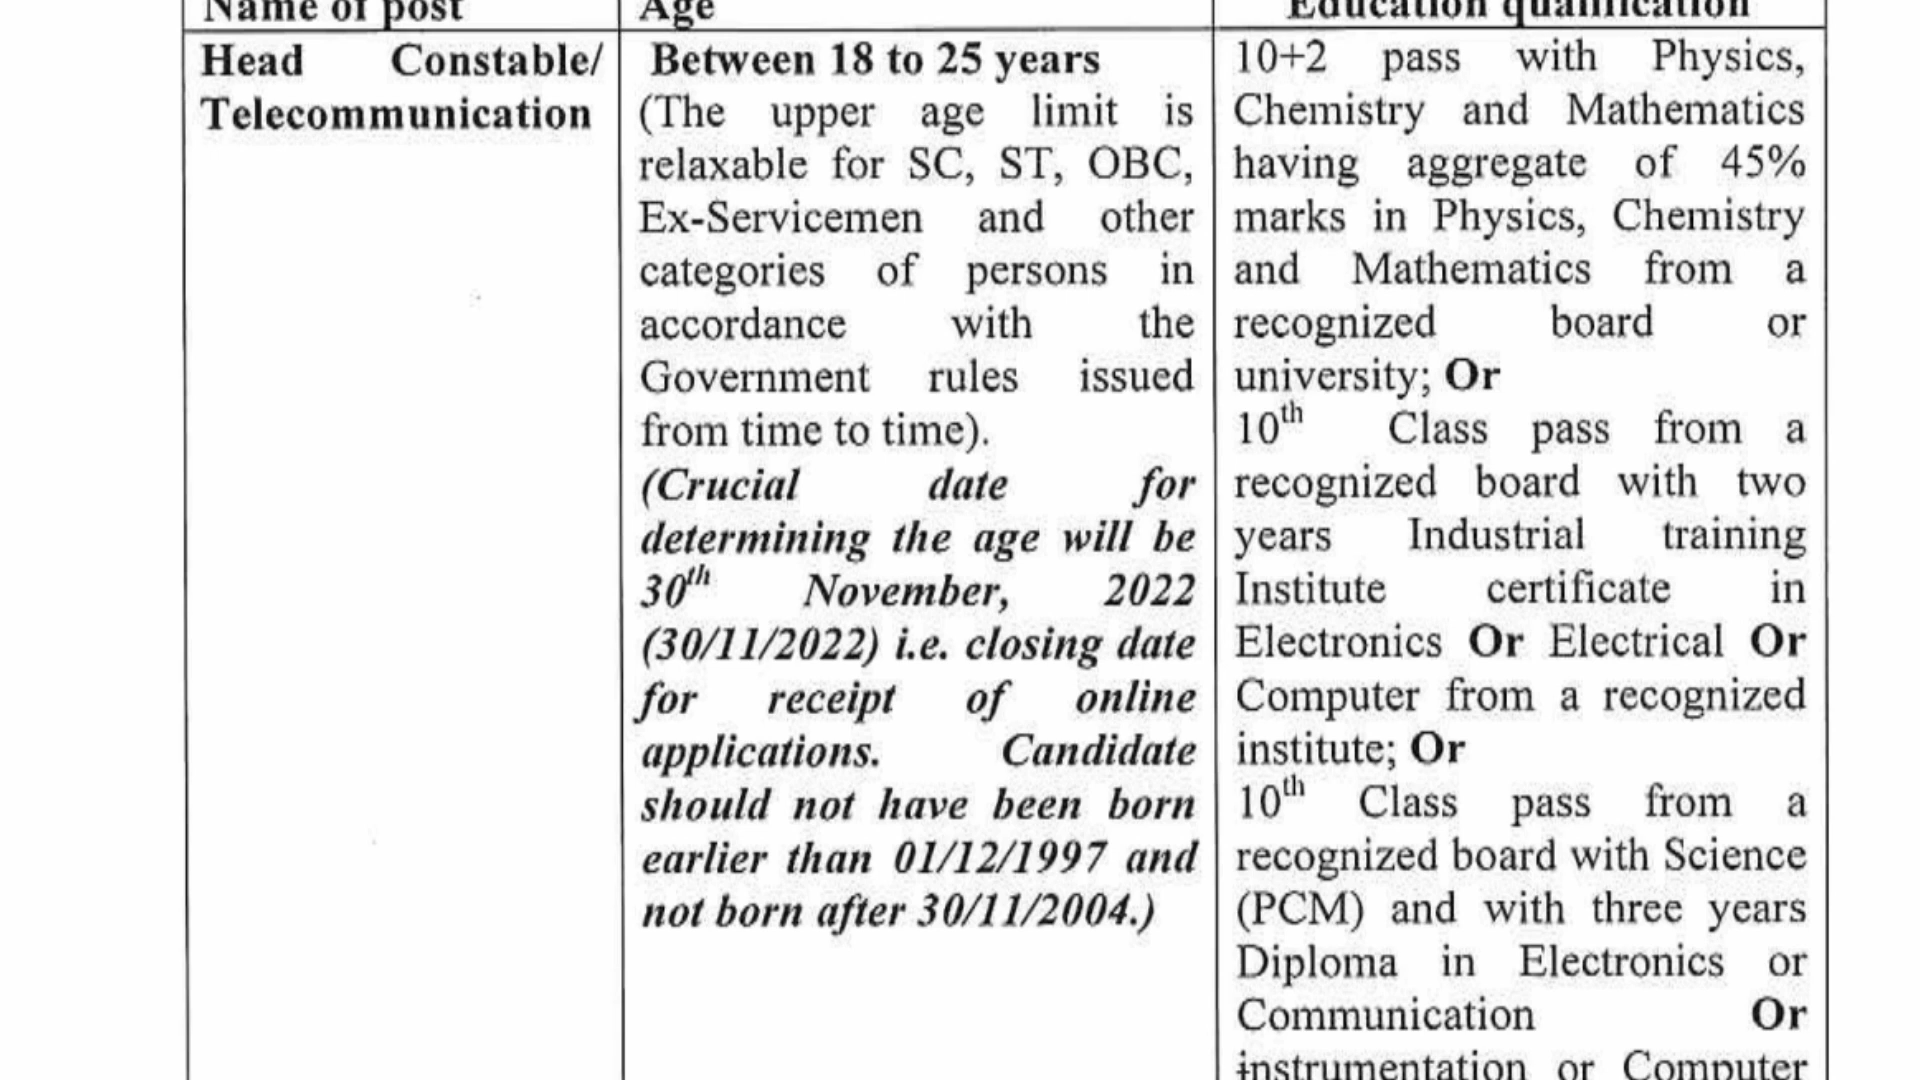 Name of post
Age
Education qualification
Head Constable/
Telecommunication
Between 18 to 25 years
(The upper age limit is
relaxable for SC, ST, OBC,
Ex-Servicemen and other
categories of persons in
accordance with the
Government rules issued
from time to time).
(Crucial date for
determining the age will be
30th November, 2022
(30/11/2022) i.e. closing date
for receipt of online
applications. Candidate
should not have been born
earlier than 01/12/1997 and
not born after 30/11/2004.)
10+2 pass with Physics,
Chemistry and Mathematics
having aggregate of 45%
marks in Physics, Chemistry
and Mathematics from a
recognized board or
university; Or
10th Class pass from a
recognized board with two
years Industrial training
Institute certificate in
Electronics Or Electrical Or
Computer from a recognized
institute; Or
10th Class pass from a
recognized board with Science
(PCM) and with three years
Diploma in Electronics or
Communication Or
instrumentation or Computer